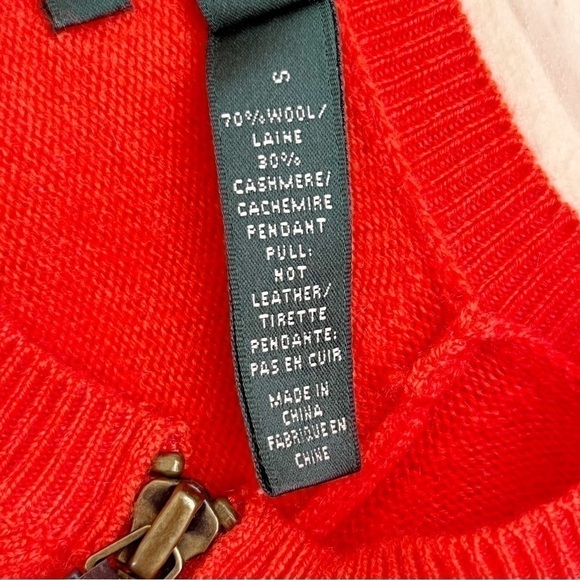 S
70% WOOL/
LAINE
30%
CASHMERE/
CACHEMIRE
PENDANT
PULL:
NOT
LEATHER/
TIRETTE
PENDANTE:
PAS EN CUIR
MADE IN
CHINA
FABRIQUE EN
CHINE